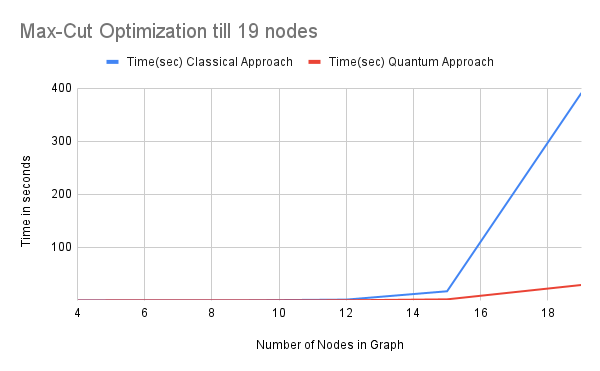 Max-Cut Optimization till 19 nodes
Time(sec) Classical Approach Time(sec) Quantum Approach
400
300
200
100
Time in seconds
4 6 8 10 12 14 16 18
Number of Nodes in Graph